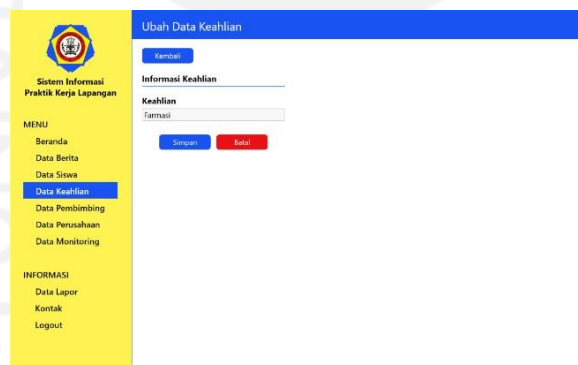 Sistem Informasi
Praktik Kerja Lapangan
MENU
Beranda
Data Berita
Data Siswa
Data Keahlian
Data Pembimbing
Data Perusahaan
Data Monitoring
INFORMASI
Data Lapor
Kontak
Logout
Ubah Data Keahlian
Kembali
Informasi Keahlian
Keahlian
Farmasi
Simpan
Batal